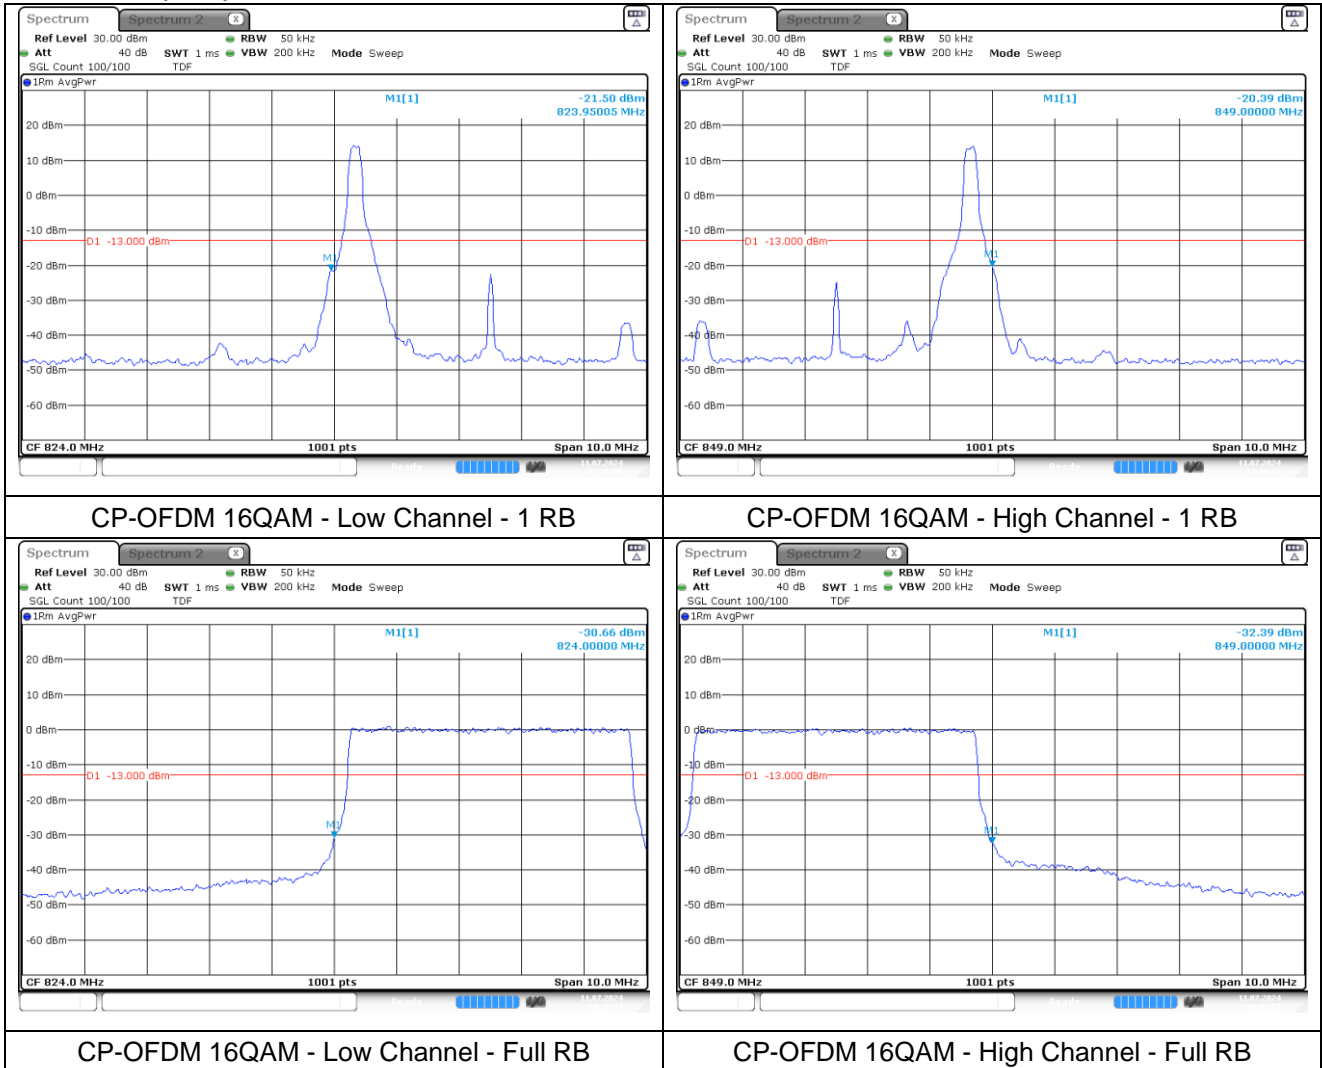 Spectrum Spectrum 2 X
Ref Level 30.00 dBm RBW 50 kHz
Att 40 dB SWT 1 ms VBW 200 kHz Mode Sweep
SGL Count 100/100 TDF
1Rm AvgPwr
M1[1] -21.50 dBm
823.95005 MHz
20 dBm
10 dBm
0 dBm
-10 dBm
D1 -13.000 dBm
M1
-20 dBm
-30 dBm
-40 dBm
-50 dBm
-60 dBm
CF 824.0 MHz 1001 pts Span 10.0 MHz
Ready 11.07.2024
CP-OFDM 16QAM - Low Channel - 1 RB
Spectrum Spectrum 2 X
Ref Level 30.00 dBm RBW 50 kHz
Att 40 dB SWT 1 ms VBW 200 kHz Mode Sweep
SGL Count 100/100 TDF
1Rm AvgPwr
M1[1] -20.39 dBm
849.00000 MHz
20 dBm
10 dBm
0 dBm
-10 dBm
D1 -13.000 dBm
M1
-20 dBm
-30 dBm
-40 dBm
-50 dBm
-60 dBm
CF 849.0 MHz 1001 pts Span 10.0 MHz
Ready 11.07.2024
CP-OFDM 16QAM - High Channel - 1 RB
Spectrum Spectrum 2 X
Ref Level 30.00 dBm RBW 50 kHz
Att 40 dB SWT 1 ms VBW 200 kHz Mode Sweep
SGL Count 100/100 TDF
1Rm AvgPwr
M1[1] -30.66 dBm
824.00000 MHz
20 dBm
10 dBm
0 dBm
-10 dBm
D1 -13.000 dBm
-20 dBm
M1
-30 dBm
-40 dBm
-50 dBm
-60 dBm
CF 824.0 MHz 1001 pts Span 10.0 MHz
Ready 11.07.2024
CP-OFDM 16QAM - Low Channel - Full RB
Spectrum Spectrum 2 X
Ref Level 30.00 dBm RBW 50 kHz
Att 40 dB SWT 1 ms VBW 200 kHz Mode Sweep
SGL Count 100/100 TDF
1Rm AvgPwr
M1[1] -32.39 dBm
849.00000 MHz
20 dBm
10 dBm
0 dBm
-10 dBm
D1 -13.000 dBm
-20 dBm
M1
-30 dBm
-40 dBm
-50 dBm
-60 dBm
CF 849.0 MHz 1001 pts Span 10.0 MHz
Ready 11.07.2024
CP-OFDM 16QAM - High Channel - Full RB